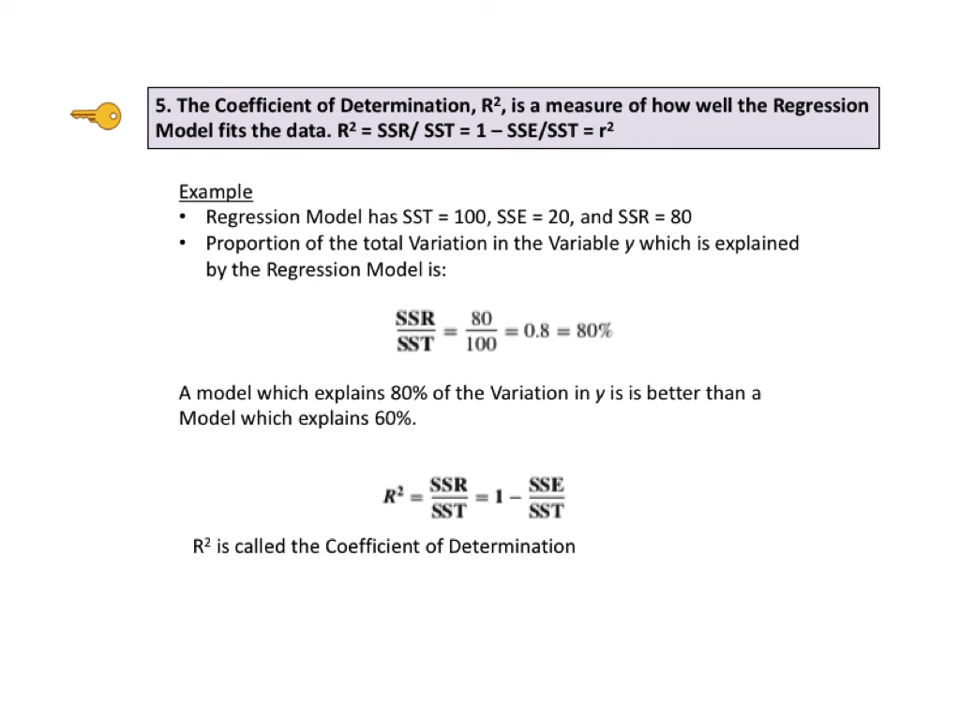 5. The Coefficient of Determination, R², is a measure of how well the Regression
Model fits the data. R² = SSR/ SST = 1 – SSE/SST = r²
Example
• Regression Model has SST = 100, SSE = 20, and SSR = 80
• Proportion of the total Variation in the Variable y which is explained
by the Regression Model is:
SSR/SST = 80/100 = 0.8 = 80%
A model which explains 80% of the Variation in y is is better than a
Model which explains 60%.
R² = SSR/SST = 1 – SSE/SST
R² is called the Coefficient of Determination